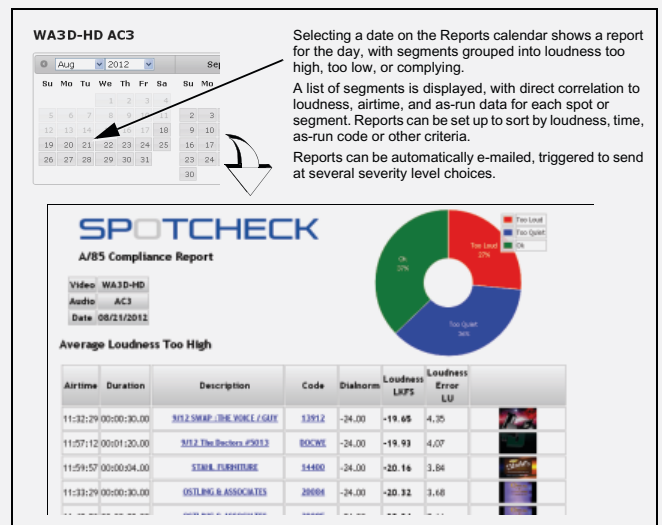 WA3D-HD AC3
Selecting a date on the Reports calendar shows a report
for the day, with segments grouped into loudness too
high, too low, or complying.
A list of segments is displayed, with direct correlation to
loudness, airtime, and as-run data for each spot or
segment. Reports can be set up to sort by loudness, time,
as-run code or other criteria.
Reports can be automatically e-mailed, triggered to send
at several severity level choices.
Aug 2012 Sep
Su Mo Tu We Th Fr Sa Su Mo
1 2 3 4
5 6 7 8 9 10 11 2 3
12 13 14 16 17 18 9 10
19 20 21 22 23 24 25 16 17
26 27 28 29 30 31 23 24
30
SPOTCHECK
A/85 Compliance Report
Video WA3D-HD
Audio AC3
Date 08/21/2012
Too Loud
Too Quiet
Ok
Ok
37%
Too Loud
27%
Too Quiet
36%
Average Loudness Too High
Airtime Duration Description Code Dialnorm Loudness LKFS Loudness Error LU
11:32:29 00:00:30.00 9/12 SWAP :THE VOICE / GUY 13912 -24.00 -19.65 4.35
11:57:12 00:01:20.00 9/12 The Doctors #5013 DOCWE -24.00 -19.93 4.07
11:59:57 00:00:04.00 STAHL FURNITURE 14400 -24.00 -20.16 3.84
11:33:29 00:00:30.00 OSTLING & ASSOCIATES 20004 -24.00 -20.32 3.68